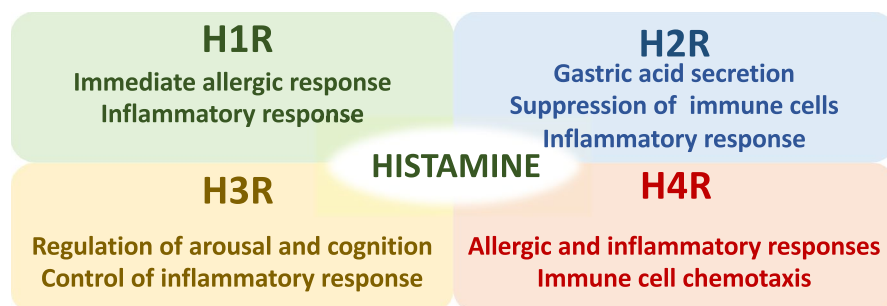 H1R
Immediate allergic response
Inflammatory response
H2R
Gastric acid secretion
Suppression of immune cells
Inflammatory response
HISTAMINE
H3R
Regulation of arousal and cognition
Control of inflammatory response
H4R
Allergic and inflammatory responses
Immune cell chemotaxis